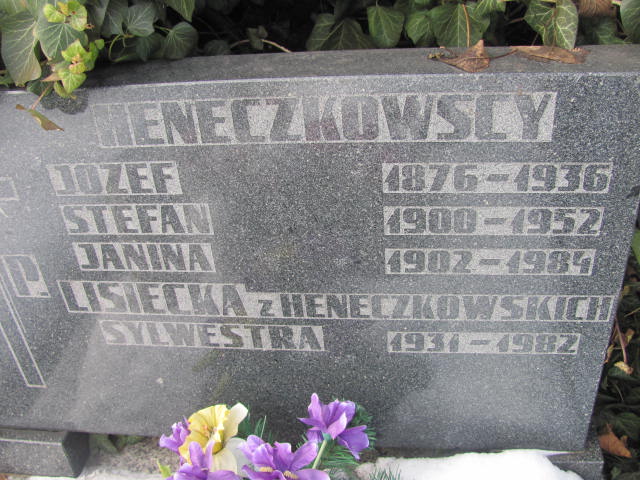 HENECZKOWSCY
JÓZEF 1876-1936
STEFAN 1900-1952
JANINA 1902-1984
LISIECKA z HENECZKOWSKICH
SYLWESTRA 1931-1982